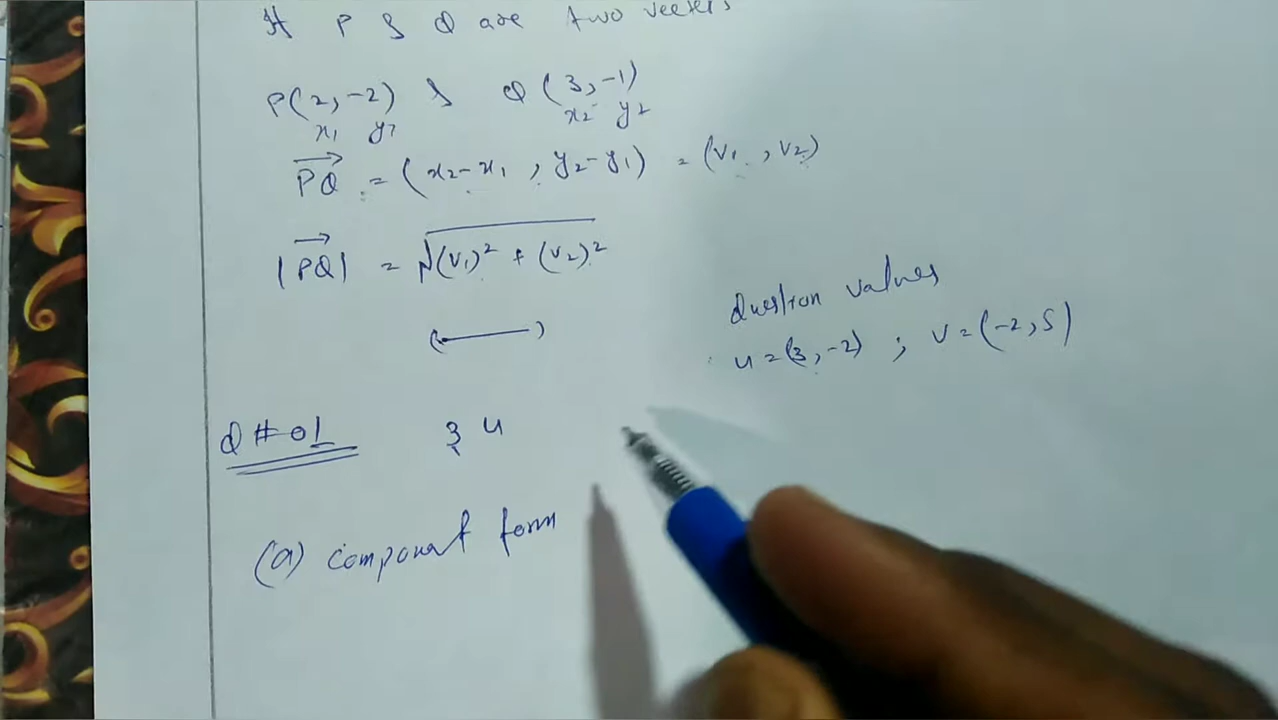 If P & Q are two vectors
P(2,-2) & Q(3,-1)
x₁ y₂ x₂ y₂
PQ = (x₂-x₁, y₂-y₁) = (v₁, v₂)
|PQ| = √(v₁)² + (v₂)²
Question values
u=(3,-2) ; v=(-2,5)
Q#01 3u
(a) component form